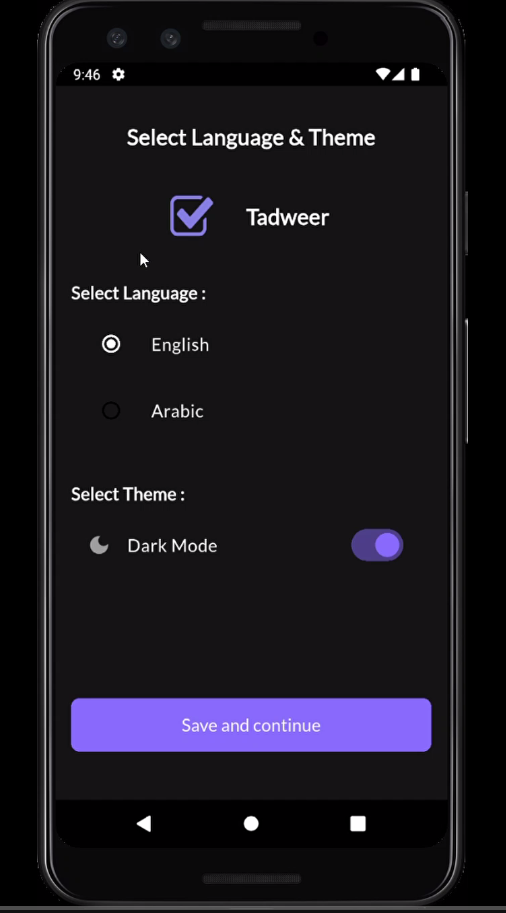 9:46
Select Language & Theme
Tadweer
Select Language :
English
Arabic
Select Theme :
Dark Mode
Save and continue